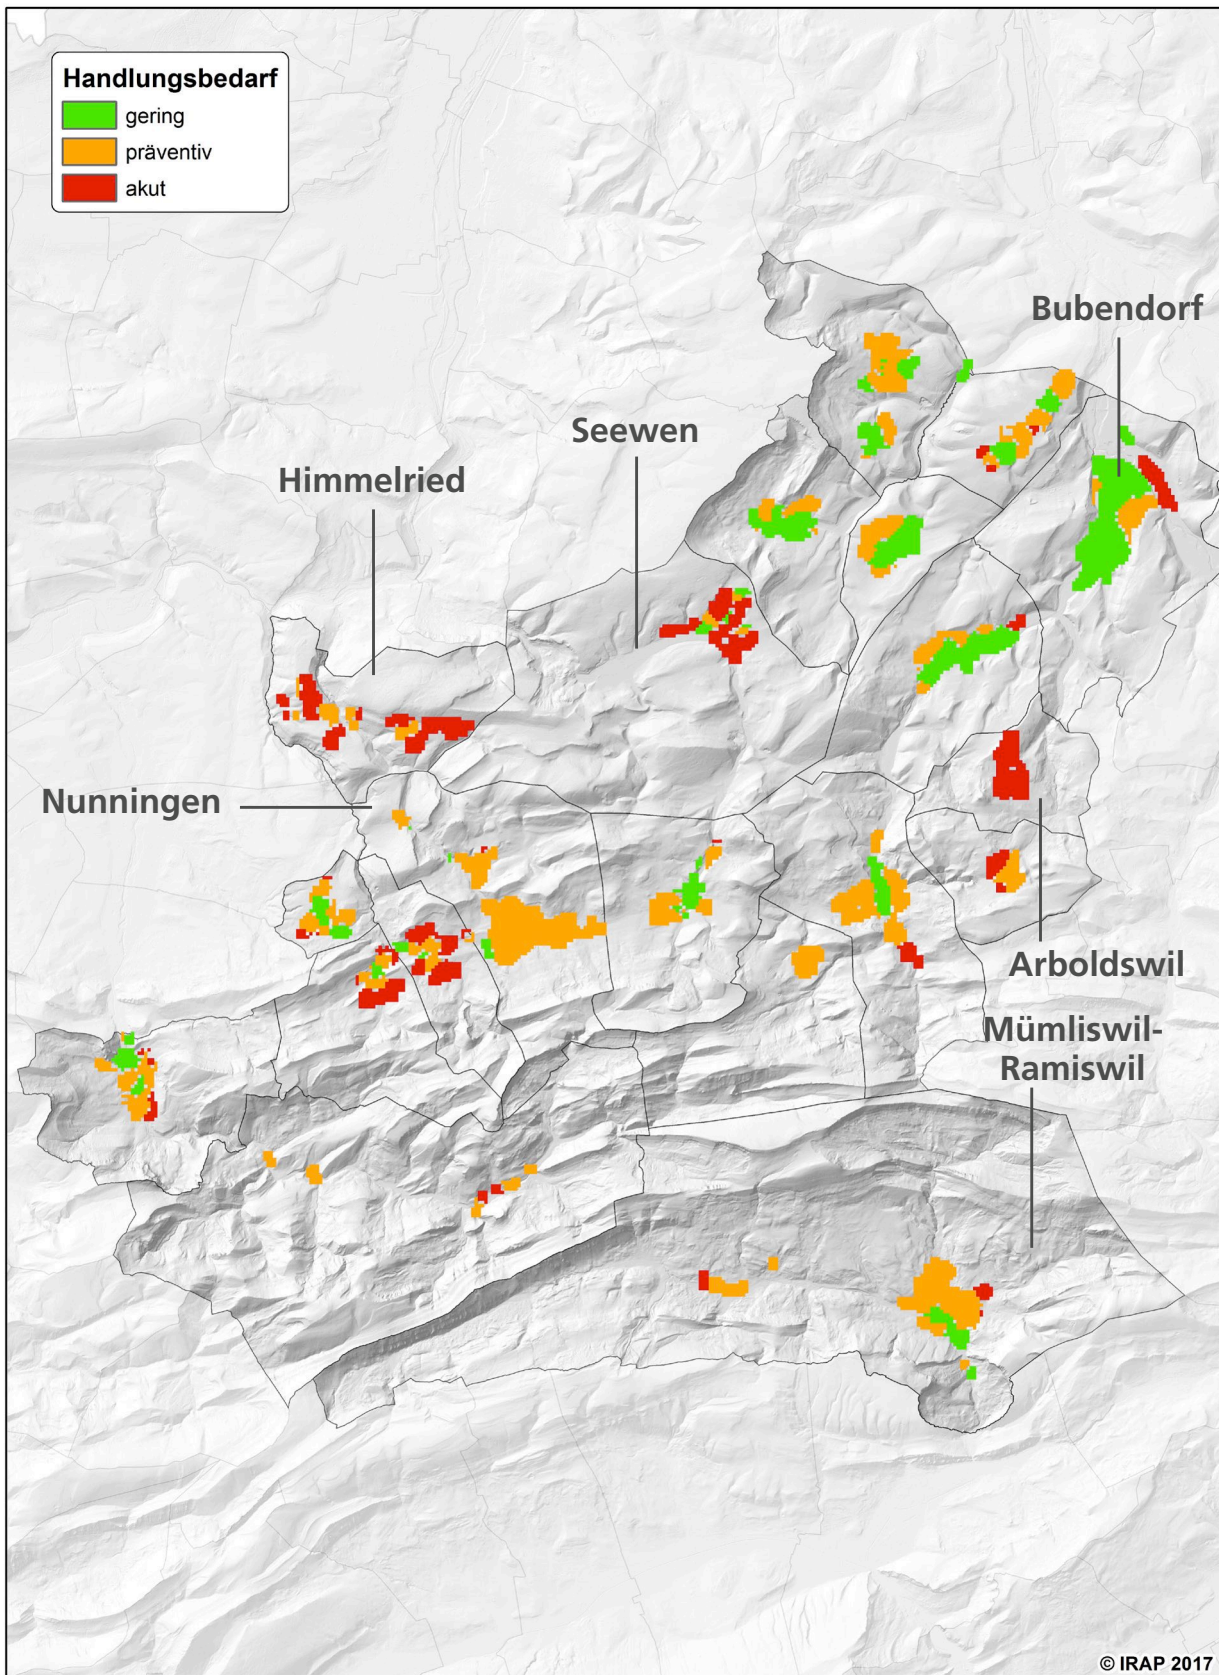 Handlungsbedarf
gering
präventiv
akut
Bubendorf
Seewen
Himmelried
Nunningen
Arboldswil
Mümliswil-
Ramiswil
© IRAP 2017